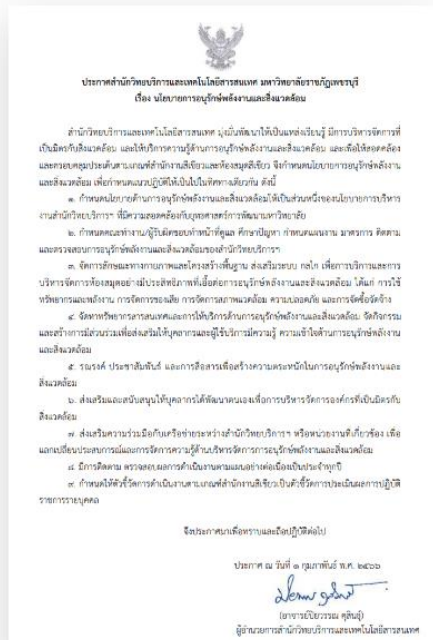 ประกาศสำนักวิทยบริการและเทคโนโลยีสารสนเทศ มหาวิทยาลัยราชภัฏเพชรบุรี
เรื่อง นโยบายการอนุรักษ์พลังงานและสิ่งแวดล้อม
สำนักวิทยบริการและเทคโนโลยีสารสนเทศ มุ่งมั่นพัฒนาให้เป็นแหล่งเรียนรู้ มีการบริหารจัดการที่
เป็นมิตรกับสิ่งแวดล้อม และให้บริการความรู้ด้านการอนุรักษ์พลังงานและสิ่งแวดล้อม และเพื่อให้สอดคล้อง
และครอบคลุมประเด็นตามเกณฑ์สำนักงานสีเขียวและห้องสมุดสีเขียว จึงกำหนดนโยบายการอนุรักษ์พลังงาน
และสิ่งแวดล้อม เพื่อกำหนดแนวปฏิบัติให้เป็นไปในทิศทางเดียวกัน ดังนี้
๑. กำหนดนโยบายด้านการอนุรักษ์พลังงานและสิ่งแวดล้อมให้เป็นส่วนหนึ่งของนโยบายการบริหาร
งานสำนักวิทยบริการฯ ที่มีความสอดคล้องกับยุทธศาสตร์การพัฒนามหาวิทยาลัย
๒. กำหนดคณะทำงาน/ผู้รับผิดชอบทำหน้าที่ดูแล ศึกษาปัญหา กำหนดแผนงาน มาตรการ ติดตาม
และตรวจสอบการอนุรักษ์พลังงานและสิ่งแวดล้อมของสำนักวิทยบริการฯ
๓. จัดการลักษณะทางกายภาพและโครงสร้างพื้นฐาน ส่งเสริมระบบ กลไก เพื่อการบริการและการ
บริหารจัดการห้องสมุดอย่างมีประสิทธิภาพที่เอื้อต่อการอนุรักษ์พลังงานและสิ่งแวดล้อม ได้แก่ การใช้
ทรัพยากรและพลังงาน การจัดการของเสีย การจัดการสภาพแวดล้อม ความปลอดภัย และการจัดซื้อจัดจ้าง
๔. จัดหาทรัพยากรสารสนเทศและการให้บริการด้านการอนุรักษ์พลังงานและสิ่งแวดล้อม จัดกิจกรรม
และสร้างการมีส่วนร่วมเพื่อส่งเสริมให้บุคลากรและผู้ใช้บริการมีความรู้ ความเข้าใจด้านการอนุรักษ์พลังงาน
และสิ่งแวดล้อม
๕. รณรงค์ ประชาสัมพันธ์ และการสื่อสารเพื่อสร้างความตระหนักในการอนุรักษ์พลังงานและ
สิ่งแวดล้อม
๖. ส่งเสริมและสนับสนุนให้บุคลากรได้พัฒนาตนเองเพื่อการบริหารจัดการองค์กรที่เป็นมิตรกับ
สิ่งแวดล้อม
๗. ส่งเสริมความร่วมมือกับเครือข่ายระหว่างสำนักวิทยบริการฯ หรือหน่วยงานที่เกี่ยวข้อง เพื่อ
แลกเปลี่ยนประสบการณ์และการจัดการความรู้ด้านบริหารจัดการการอนุรักษ์พลังงานและสิ่งแวดล้อม
๘. มีการติดตาม ตรวจสอบผลการดำเนินงานตามแผนอย่างต่อเนื่องเป็นประจำทุกปี
๙. กำหนดให้ตัวชี้วัดการดำเนินงานตามเกณฑ์สำนักงานสีเขียวเป็นตัวชี้วัดการประเมินผลการปฏิบัติ
ราชการรายบุคคล
จึงประกาศมาเพื่อทราบและถือปฏิบัติต่อไป
ประกาศ ณ วันที่ ๑ กุมภาพันธ์ พ.ศ. ๒๕๖๖
(อาจารย์ปิยวรรณ คุสินธุ์)
ผู้อำนวยการสำนักวิทยบริการและเทคโนโลยีสารสนเทศ